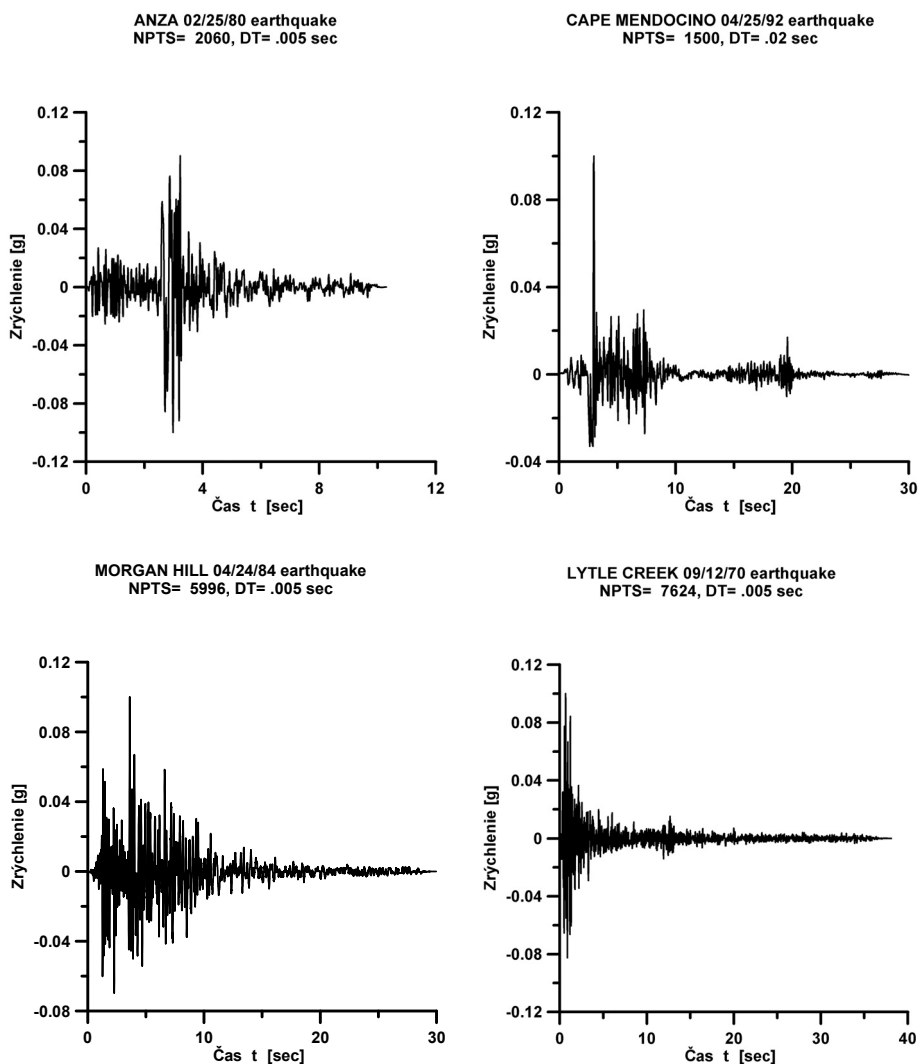 ANZA 02/25/80 earthquake
NPTS= 2060, DT= .005 sec
0.12
0.08
0.04
0
-0.04
-0.08
-0.12
Zrýchlenie [g]
0 4 8 12
Čas t [sec]
CAPE MENDOCINO 04/25/92 earthquake
NPTS= 1500, DT= .02 sec
0.12
0.08
0.04
0
-0.04
Zrýchlenie [g]
0 10 20 30
Čas t [sec]
MORGAN HILL 04/24/84 earthquake
NPTS= 5996, DT= .005 sec
0.12
0.08
0.04
0
-0.04
-0.08
Zrýchlenie [g]
0 10 20 30
Čas t [sec]
LYTLE CREEK 09/12/70 earthquake
NPTS= 7624, DT= .005 sec
0.12
0.08
0.04
0
-0.04
-0.08
-0.12
Zrýchlenie [g]
0 10 20 30 40
Čas t [sec]